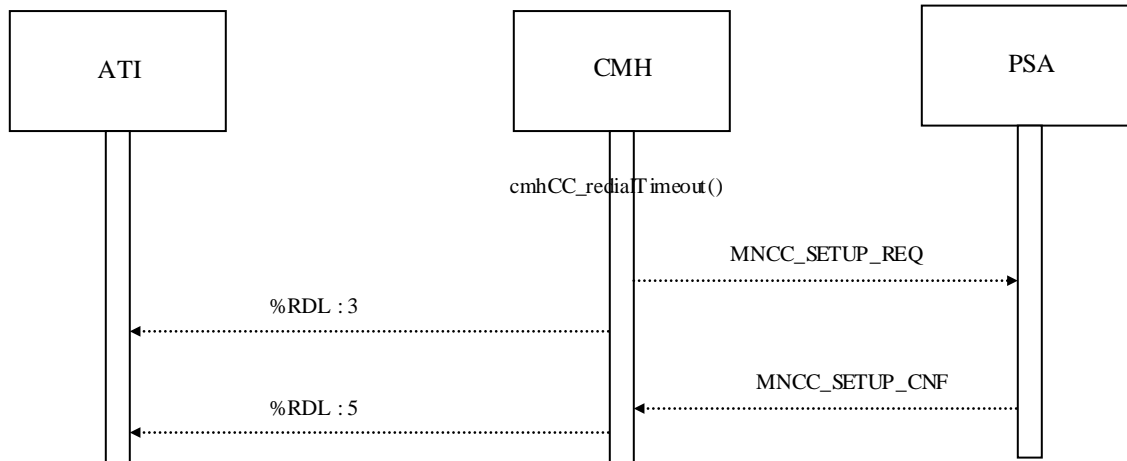 ATI
CMH
PSA
cmhCC_redialTimeout()
MNCC_SETUP_REQ
%RDL : 3
MNCC_SETUP_CNF
%RDL : 5